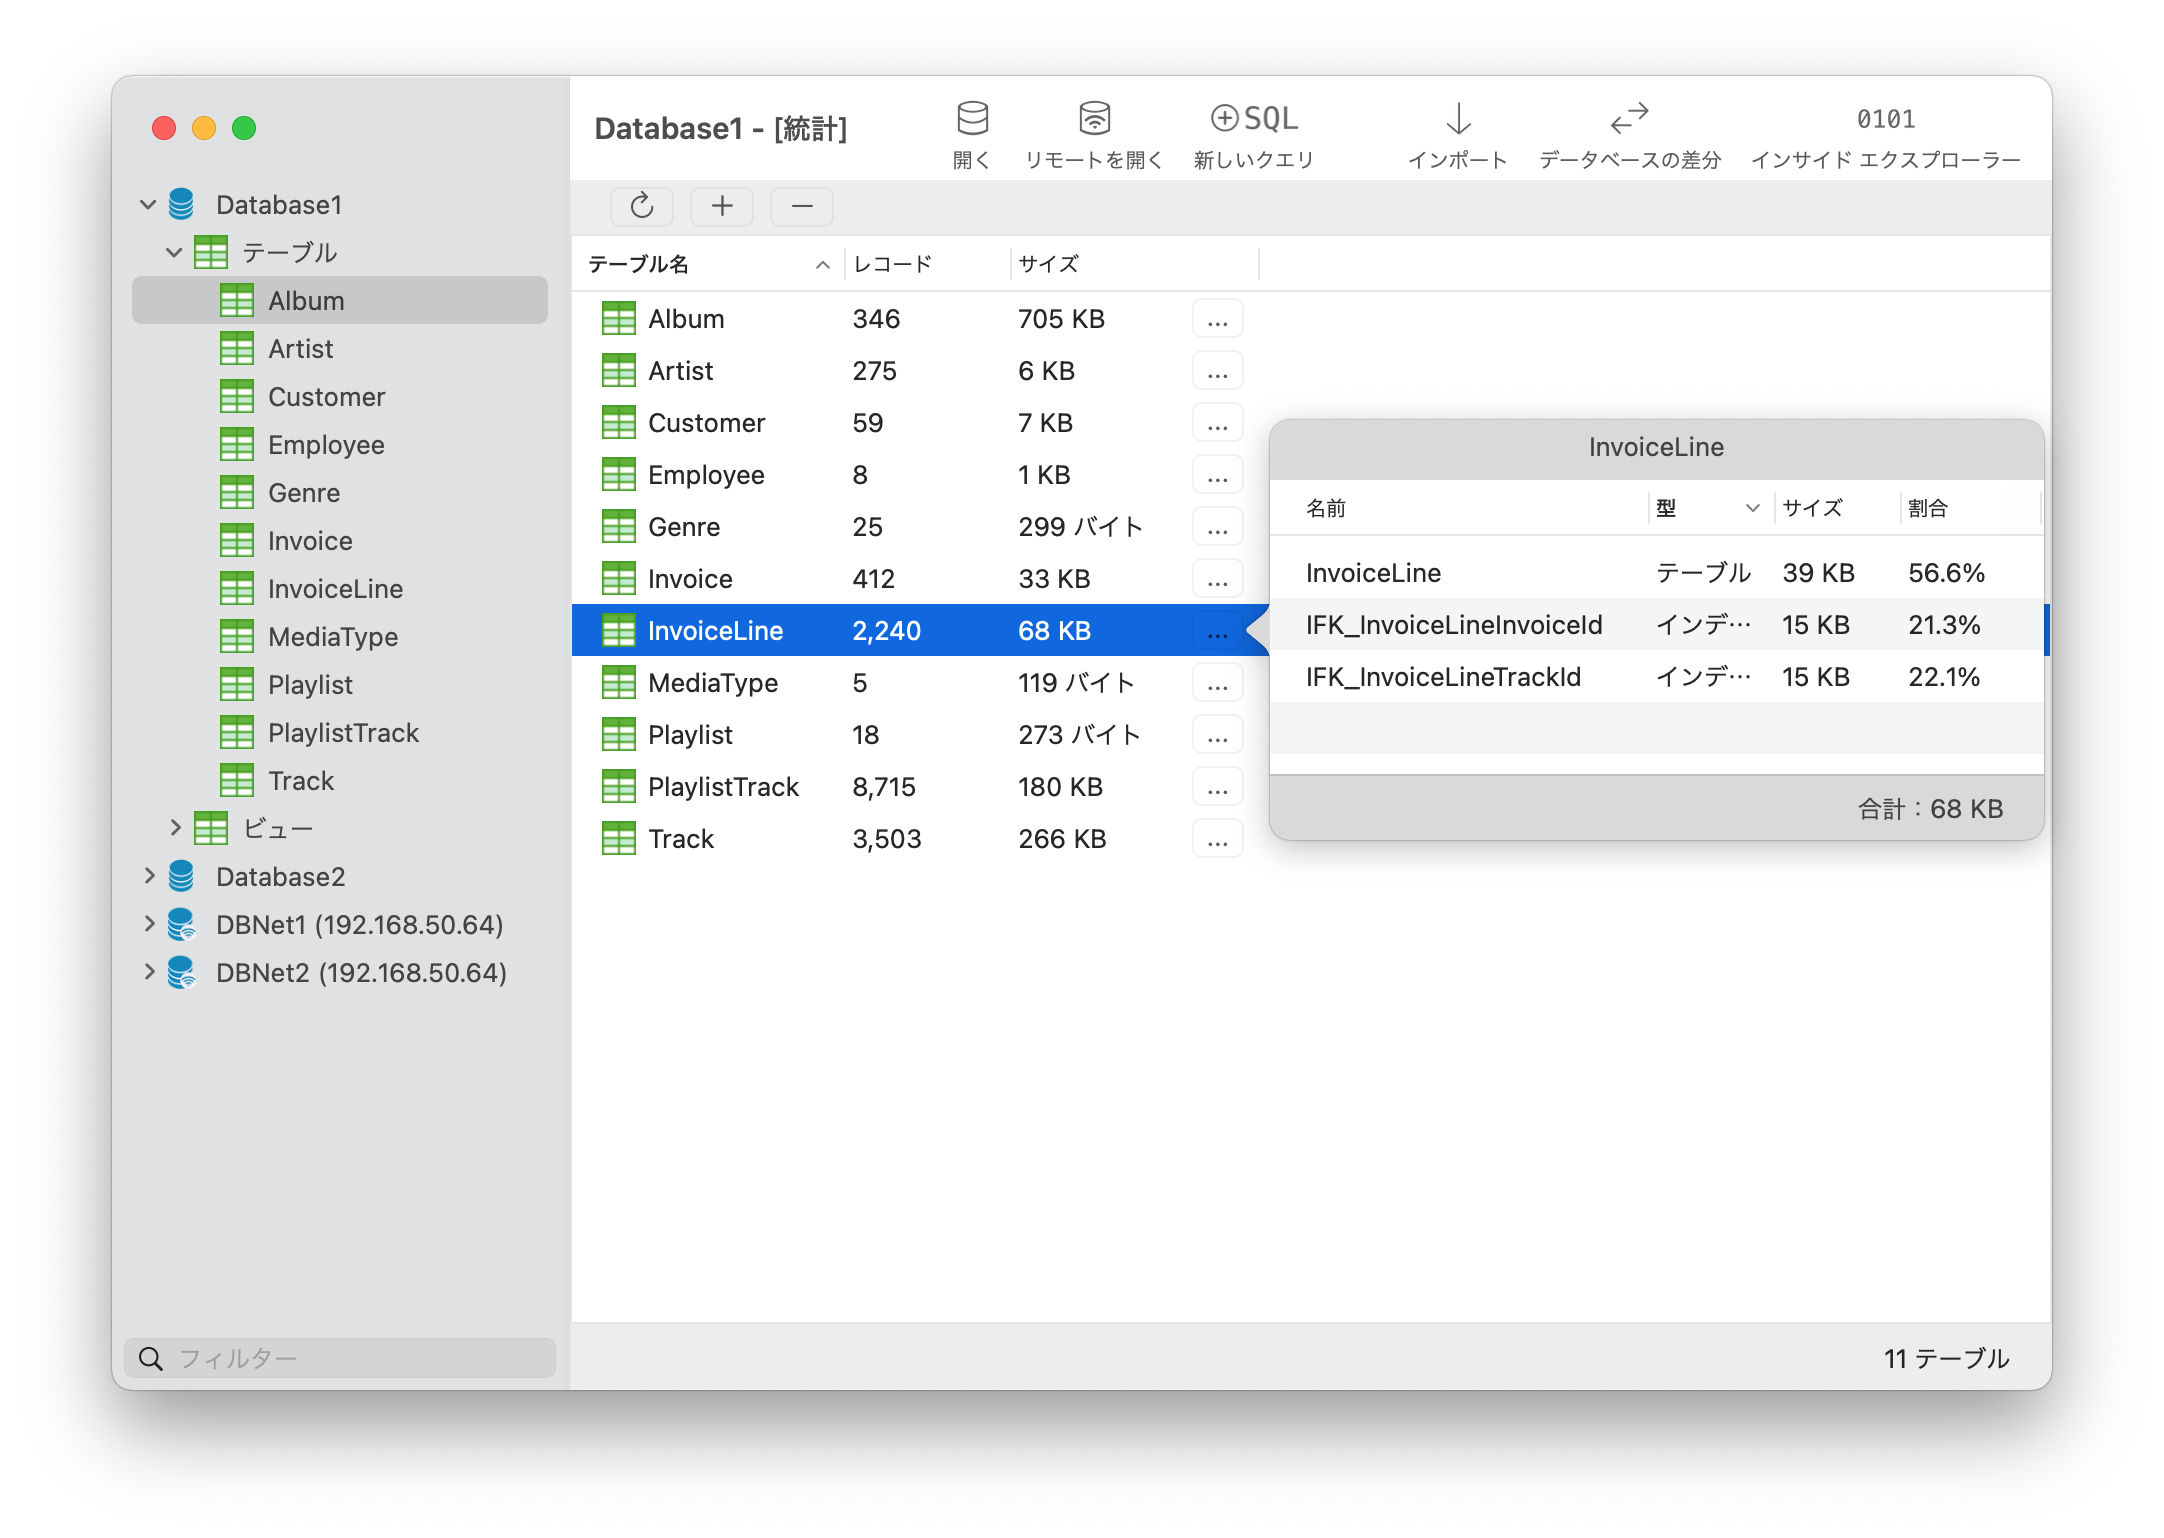 Database1 - [統計]
開く
リモートを開く
SQL
新しいクエリ
インポート
データベースの差分
0101
インサイド エクスプローラー
Database1
テーブル
Album
Artist
Customer
Employee
Genre
Invoice
InvoiceLine
MediaType
Playlist
PlaylistTrack
Track
ビュー
Database2
DBNet1 (192.168.50.64)
DBNet2 (192.168.50.64)
フィルター
テーブル名 レコード サイズ
Album 346 705 KB ...
Artist 275 6 KB ...
Customer 59 7 KB ...
Employee 8 1 KB ...
Genre 25 299 バイト ...
Invoice 412 33 KB ...
InvoiceLine 2,240 68 KB ...
MediaType 5 119 バイト ...
Playlist 18 273 バイト ...
PlaylistTrack 8,715 180 KB ...
Track 3,503 266 KB ...
InvoiceLine
名前 型 サイズ 割合
InvoiceLine テーブル 39 KB 56.6%
IFK_InvoiceLineInvoiceId インデ… 15 KB 21.3%
IFK_InvoiceLineTrackId インデ… 15 KB 22.1%
合計：68 KB
11 テーブル